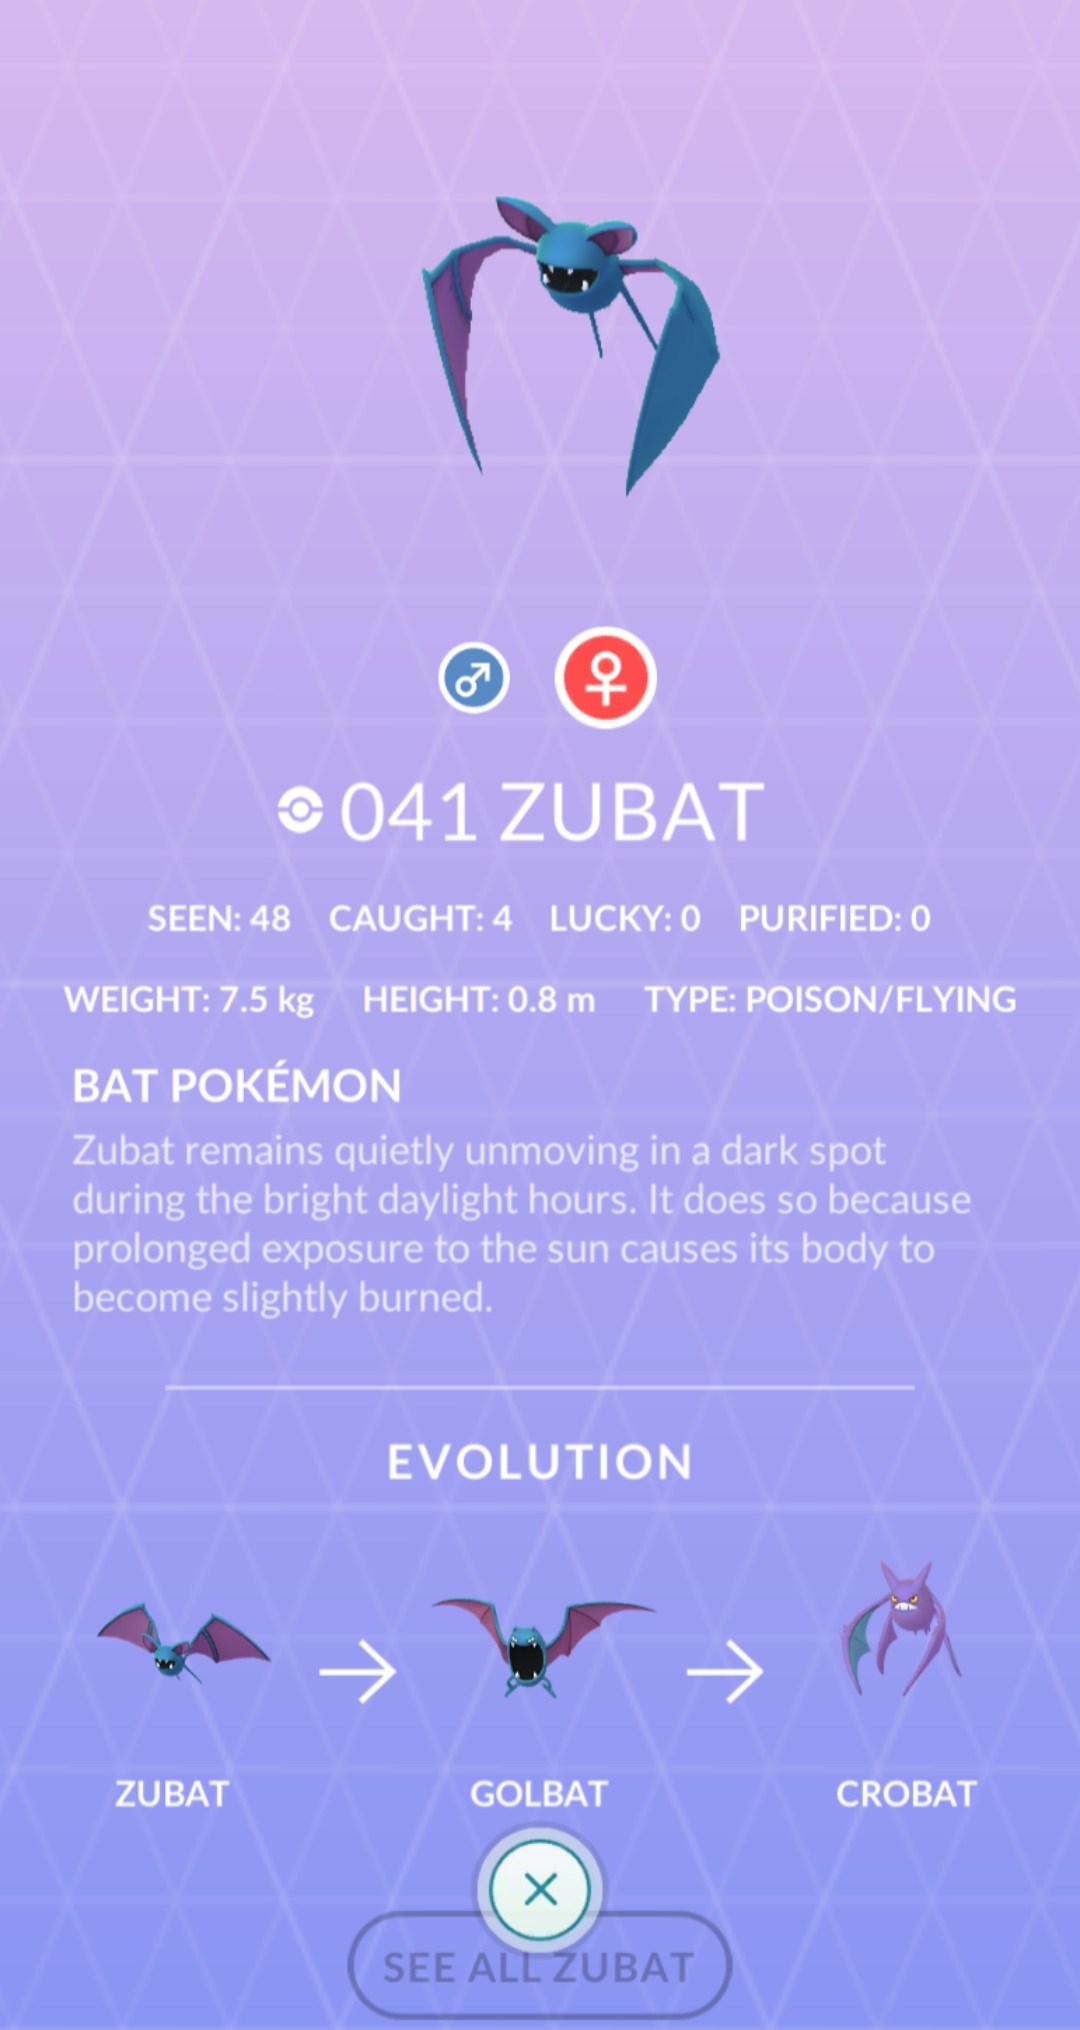 041 ZUBAT
SEEN: 48 CAUGHT: 4 LUCKY: 0 PURIFIED: 0
WEIGHT: 7.5 kg HEIGHT: 0.8 m TYPE: POISON/FLYING
BAT POKÉMON
Zubat remains quietly unmoving in a dark spot
during the bright daylight hours. It does so because
prolonged exposure to the sun causes its body to
become slightly burned.
EVOLUTION
ZUBAT GOLBAT CROBAT
SEE ALL ZUBAT